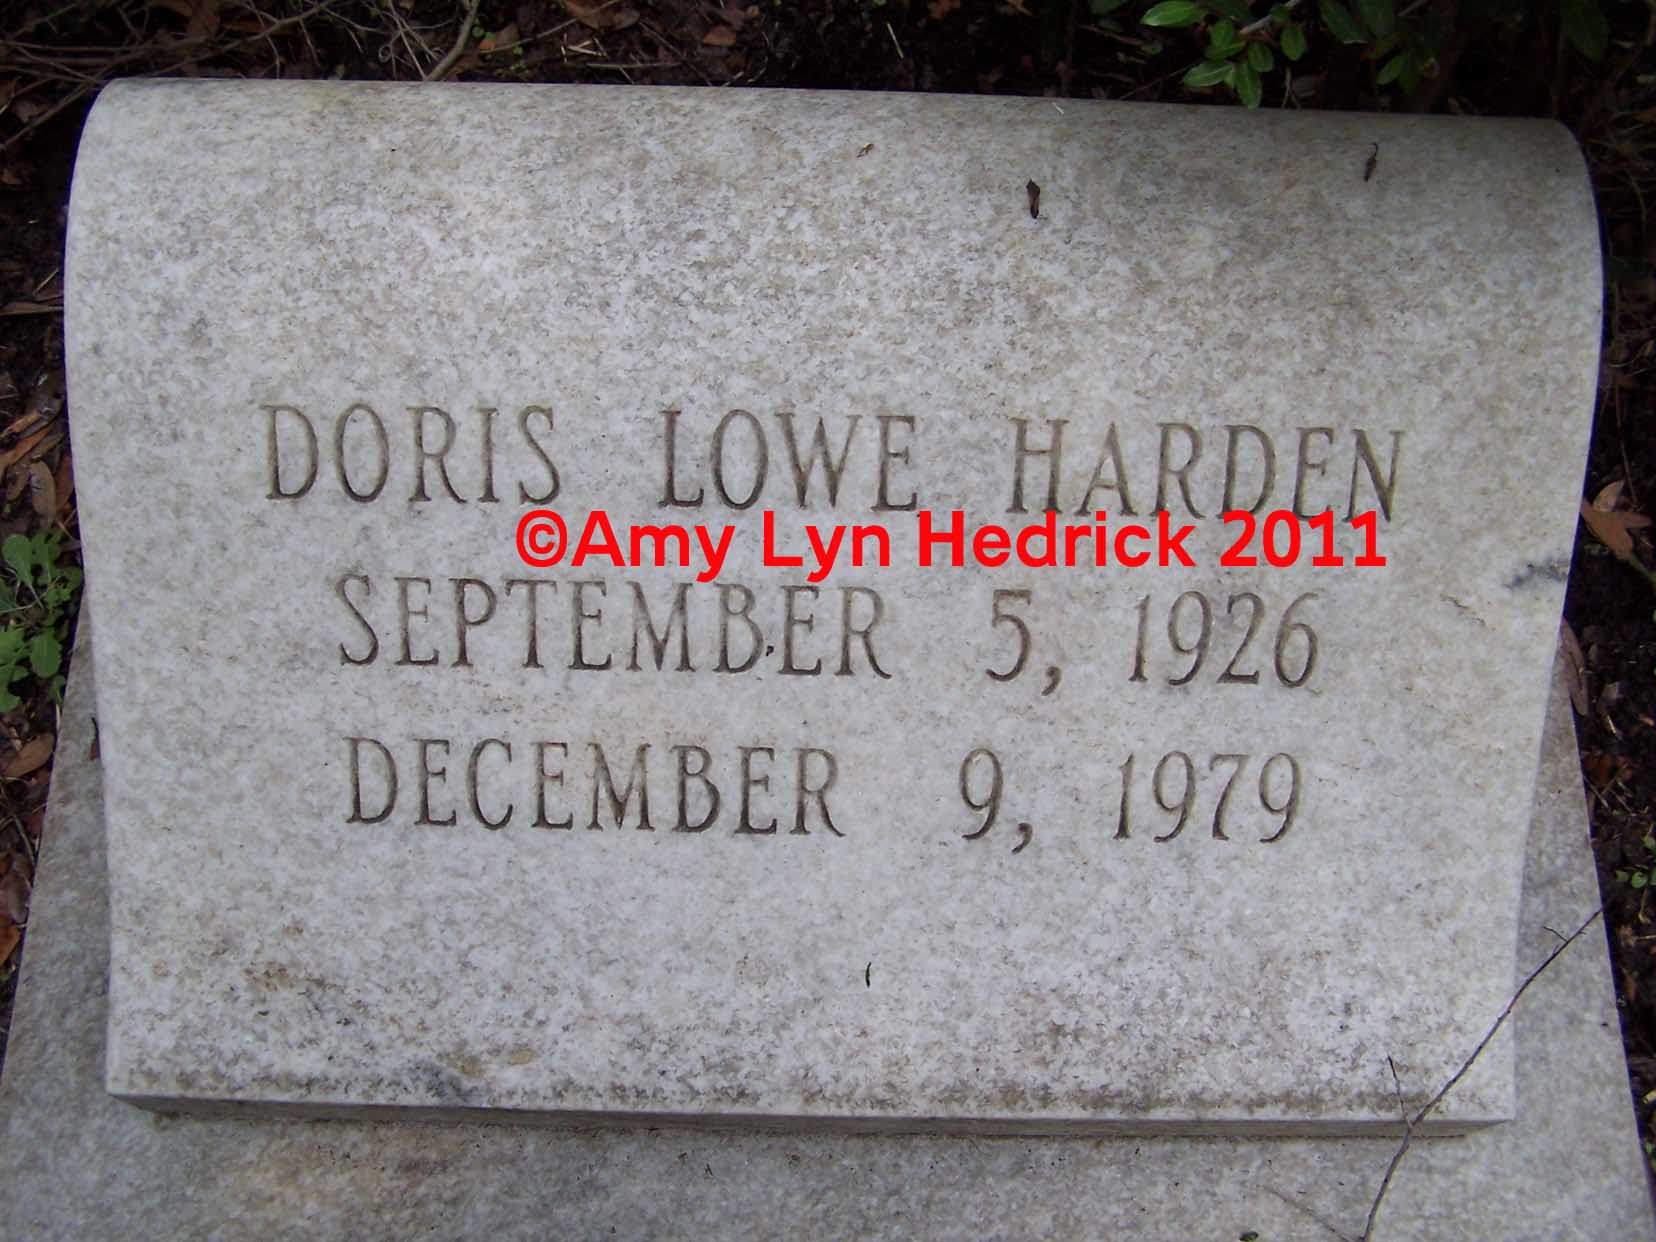 DORIS LOWE HARDEN
©Amy Lyn Hedrick 2011
SEPTEMBER 5, 1926
DECEMBER 9, 1979